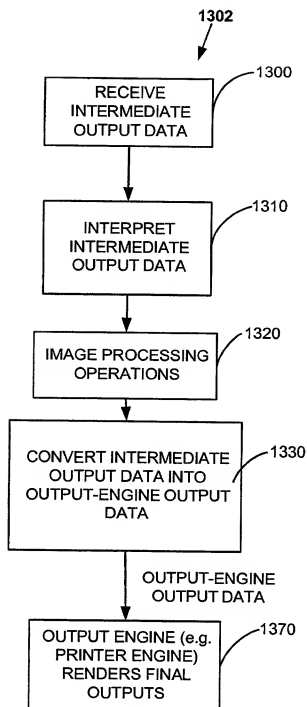 1302
RECEIVE
INTERMEDIATE
OUTPUT DATA
1300
INTERPRET
INTERMEDIATE
OUTPUT DATA
1310
IMAGE PROCESSING
OPERATIONS
1320
CONVERT INTERMEDIATE
OUTPUT DATA INTO
OUTPUT-ENGINE OUTPUT
DATA
1330
OUTPUT-ENGINE
OUTPUT DATA
OUTPUT ENGINE (e.g.
PRINTER ENGINE)
RENDERS FINAL
OUTPUTS
1370